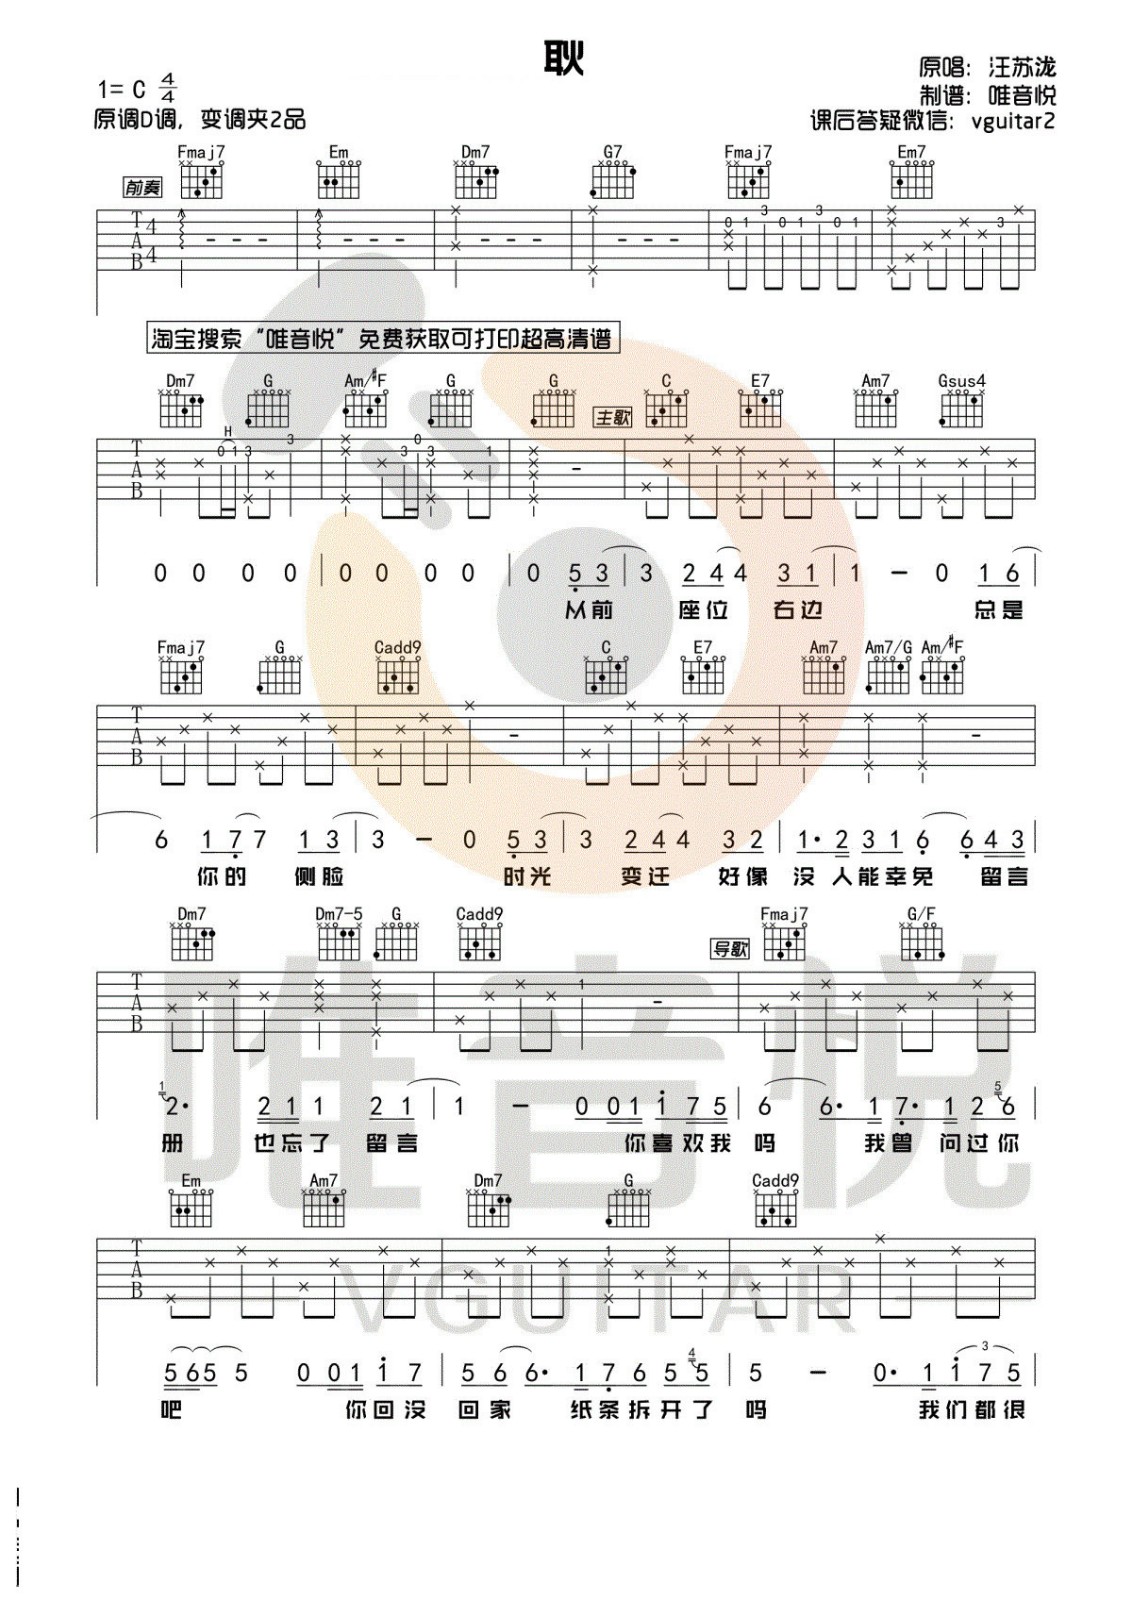 耿
1= C 4/4
原唱：汪苏泷
制谱：唯音悦
原调D调，变调夹2品
课后答疑微信：vguitar2
Fmaj7 Em Dm7 G7 Fmaj7 Em7
前奏
淘宝搜索“唯音悦”免费获取可打印超高清谱
Dm7 G Am/#F G G C E7 Am7 Gsus4
主歌
0 0 0 0 | 0 0 0 0 | 0 5 3 | 3 2 4 4 3 1 | 1 - 0 1 6
从前 座位 右边 总是
Fmaj7 G Cadd9 C E7 Am7 Am7/G Am/#F
6 1 7 7 1 3 | 3 - 0 5 3 | 3 2 4 4 3 2 | 1· 2 3 1 6 6 4 3
你的 侧脸 时光 变迁 好像 没人能幸免 留言
Dm7 Dm7-5 G Cadd9 Fmaj7 G/F
导歌
1 2· 2 1 1 2 1 | 1 - 0 0 1 1 7 5 | 6 6· 1 7· 1 2 5 6
册 也忘了 留言 你喜欢我 吗 我曾 问过你
Em Am7 Dm7 G Cadd9
5 6 5 5 0 0 1 1 7 | 5 6 6· 1 7 6 5 4 5 | 5 - 0· 1 1 7 5
3
吧 你回没 回家 纸条拆开了 吗 我们都很
唯音悦
VGUITAR